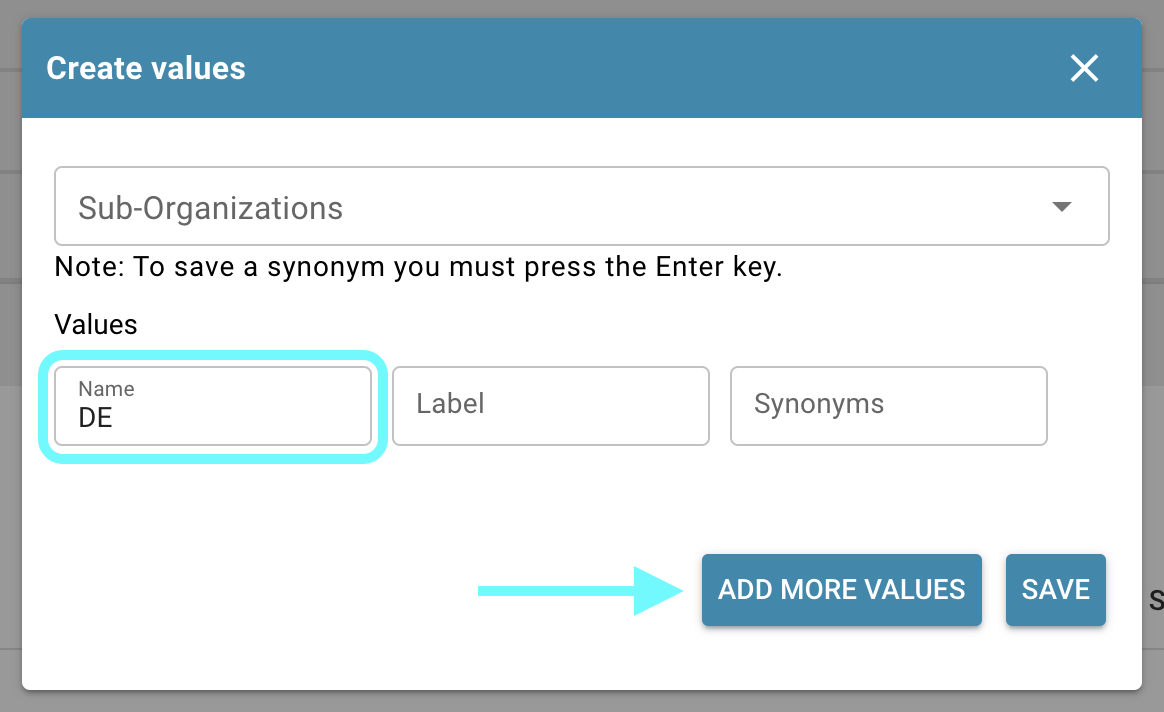 Create values
Sub-Organizations
Note: To save a synonym you must press the Enter key.
Values
Name
DE
Label
Synonyms
ADD MORE VALUES
SAVE
S